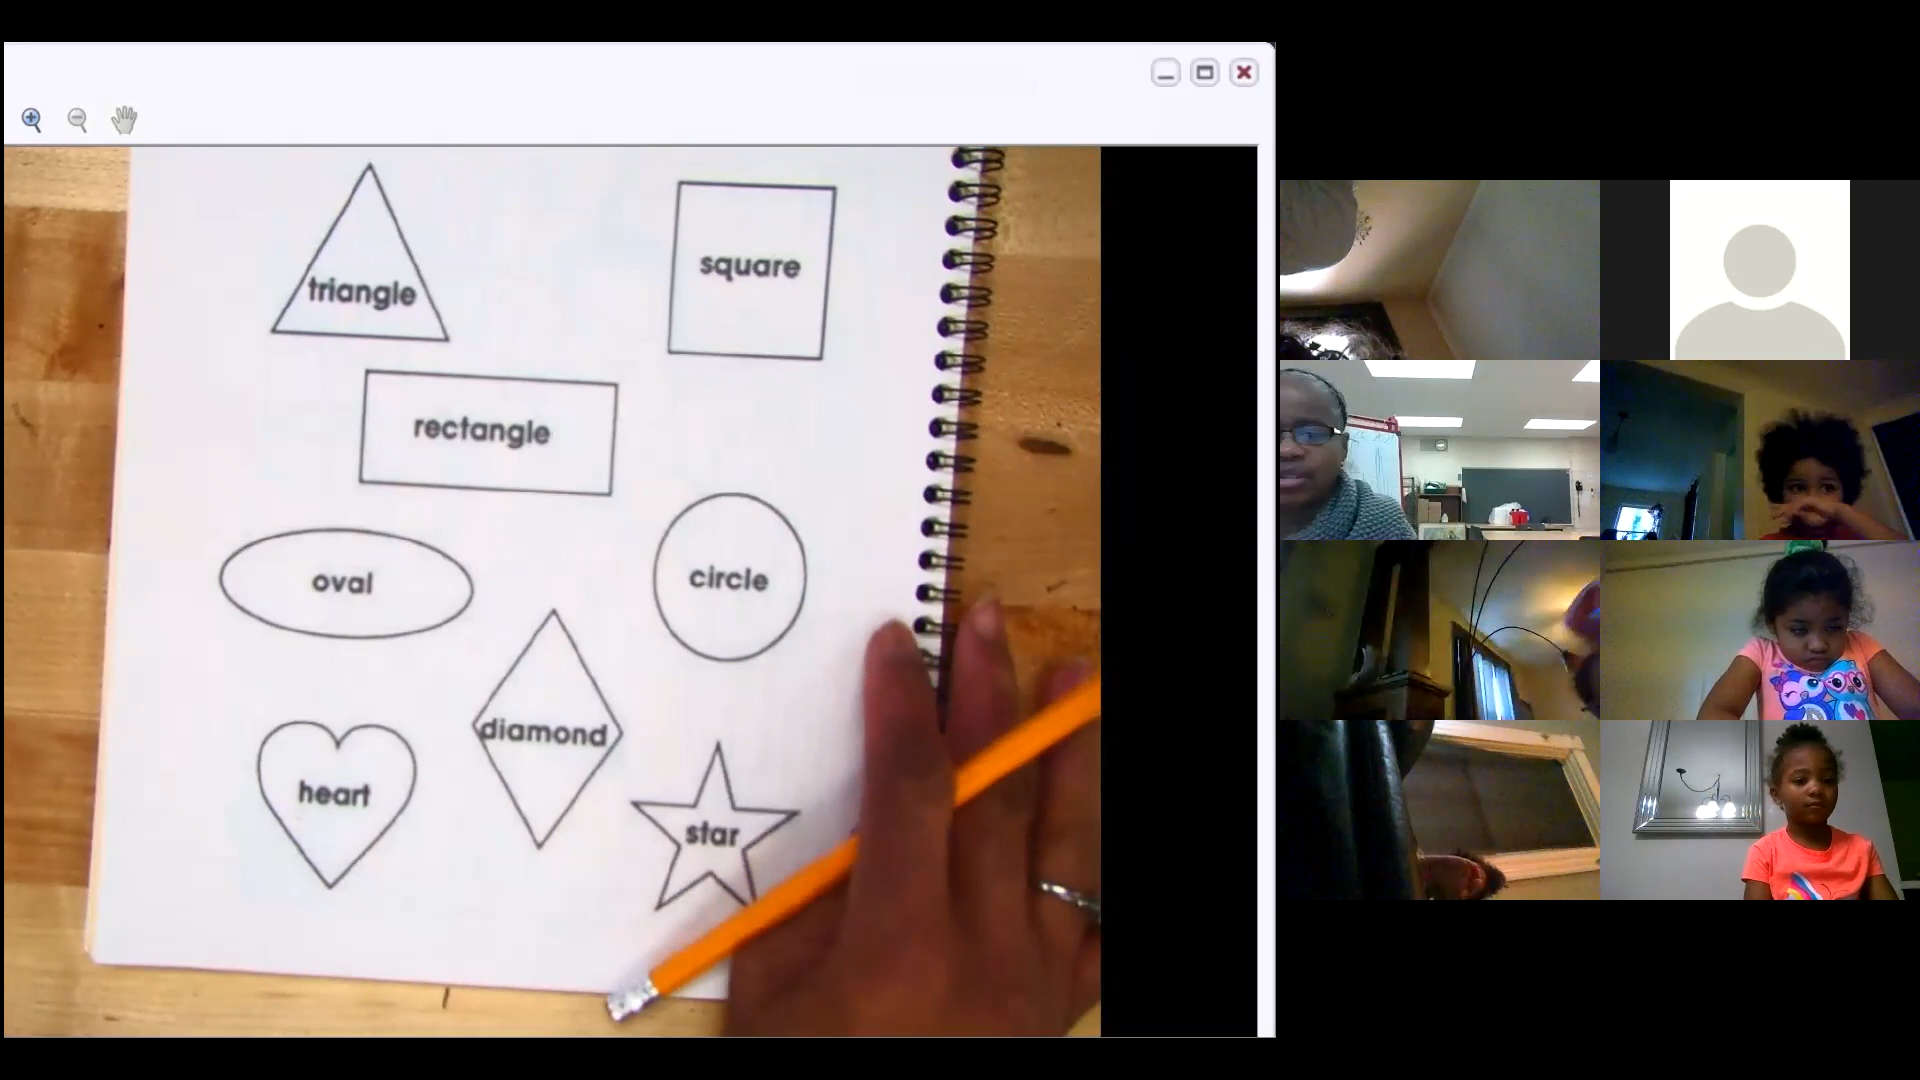 triangle
square
rectangle
oval
circle
diamond
heart
star